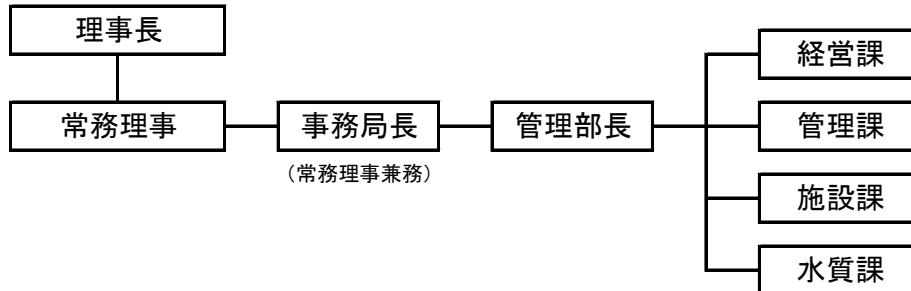 理事長
常務理事
事務局長
(常務理事兼務)
管理部長
経営課
管理課
施設課
水質課